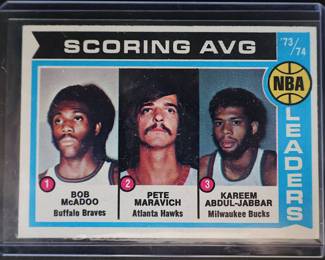 SCORING AVG
'73/
74
NBA
LEADERS
1
BOB
McADOO
Buffalo Braves
2
PETE
MARAVICH
Atlanta Hawks
3
KAREEM
ABDUL-JABBAR
Milwaukee Bucks